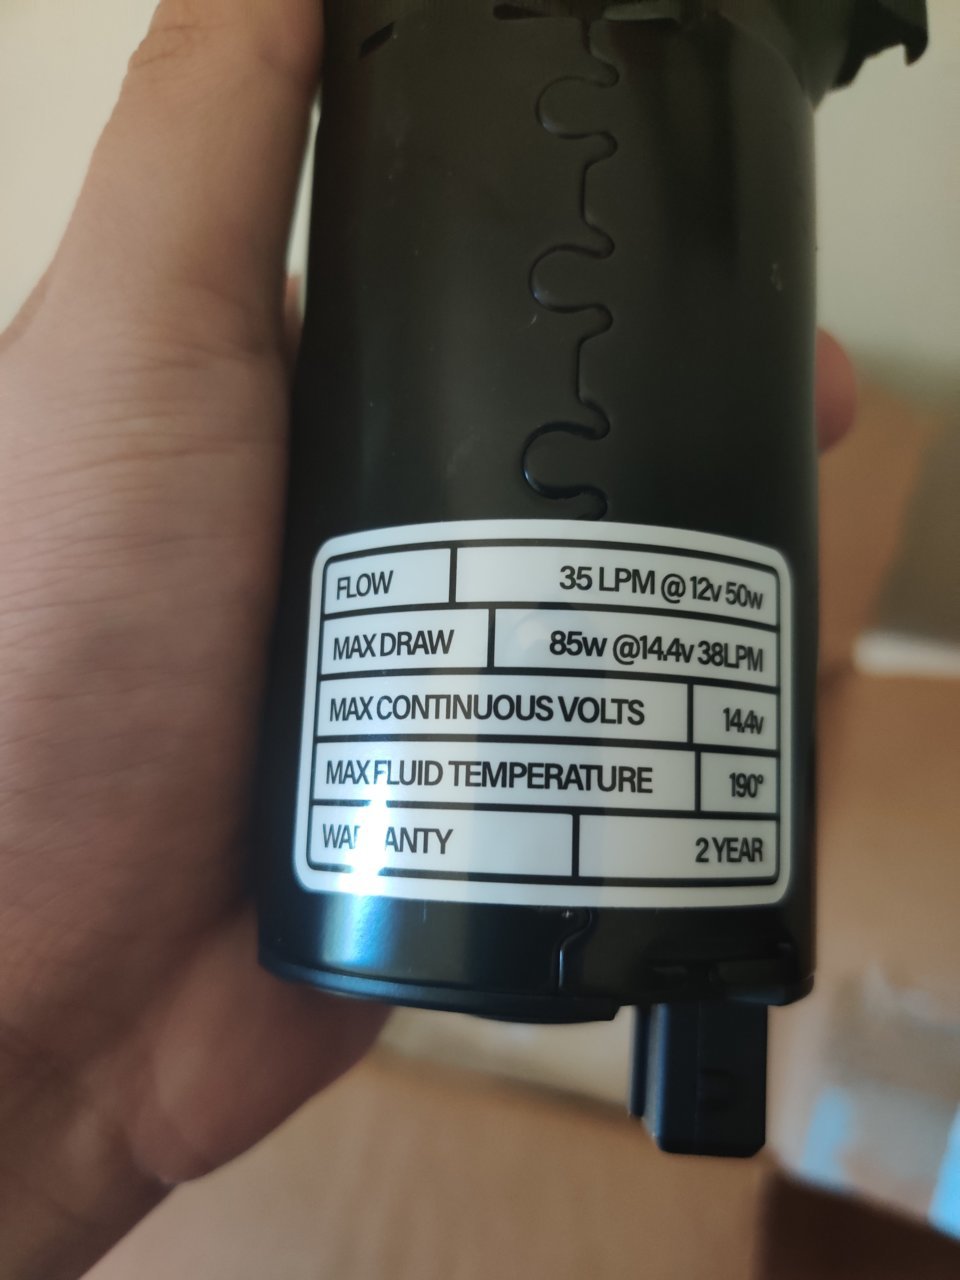 FLOW 35 LPM @ 12v 50w
MAX DRAW 85w @14.4v 38LPM
MAX CONTINUOUS VOLTS 14.4v
MAX FLUID TEMPERATURE 190°
WARRANTY 2 YEAR